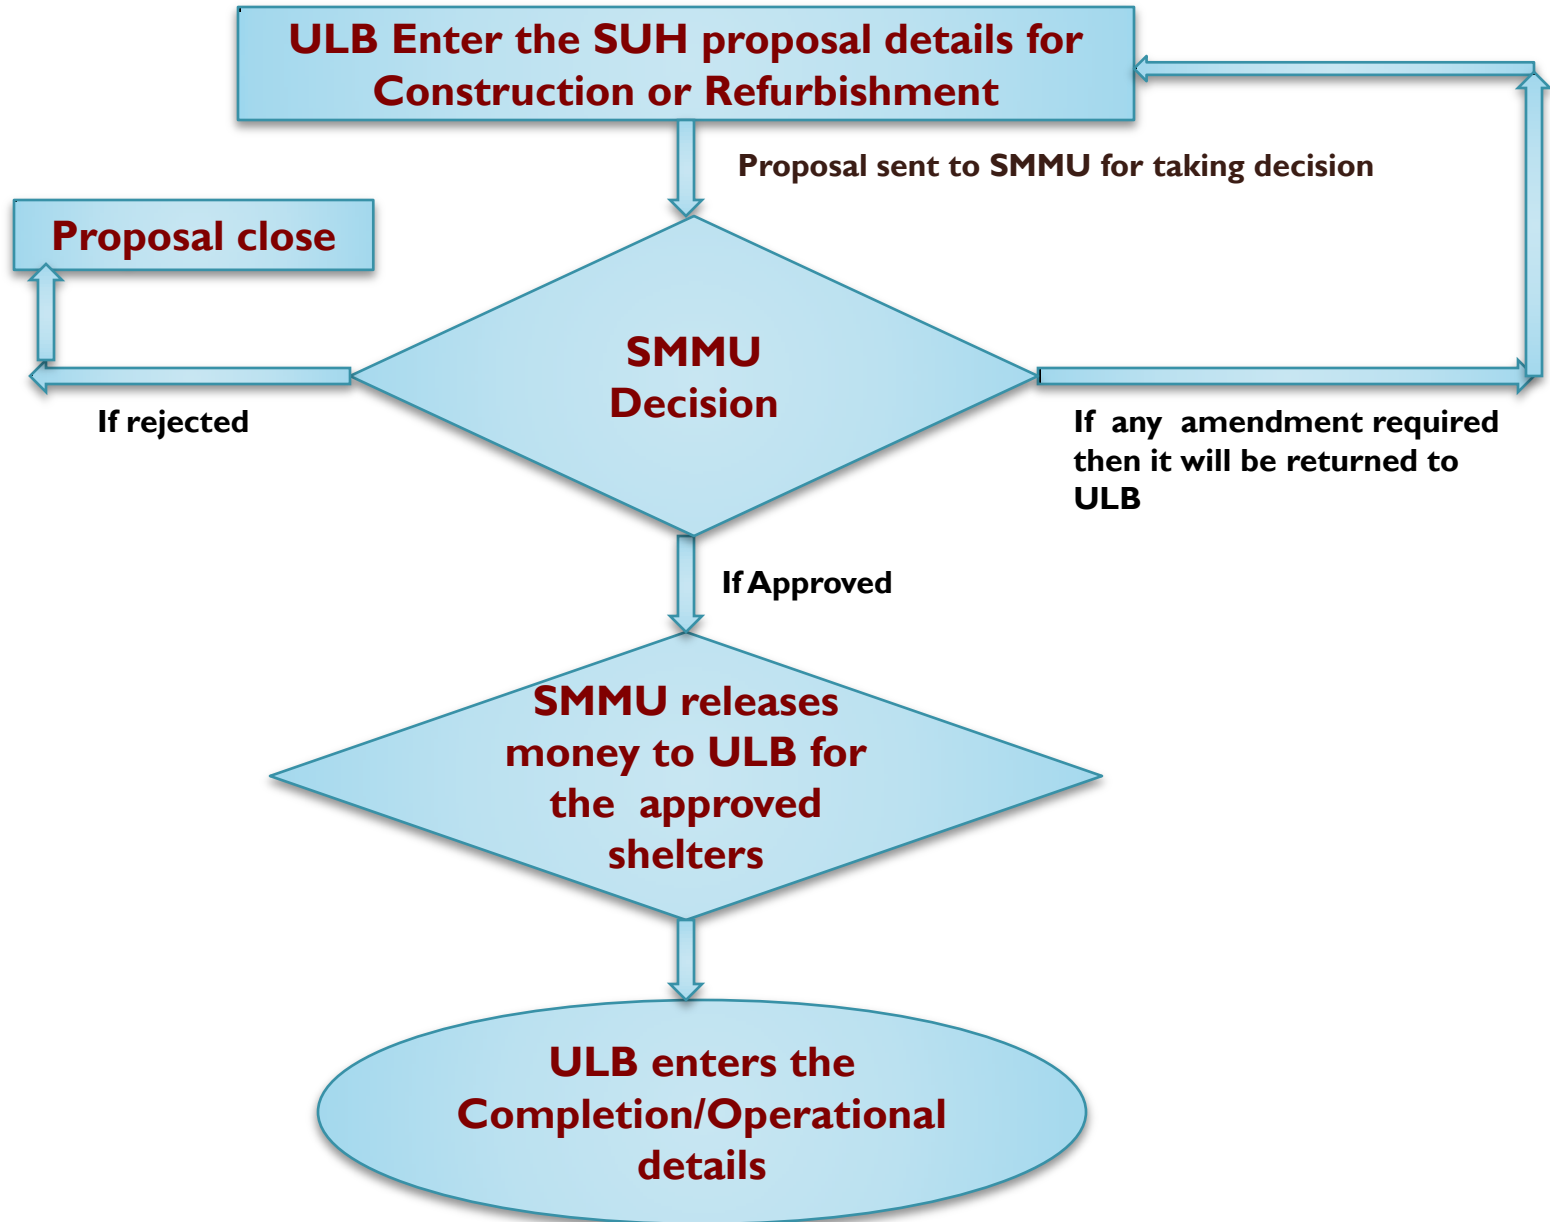 ULB Enter the SUH proposal details for
Construction or Refurbishment
Proposal sent to SMMU for taking decision
Proposal close
SMMU
Decision
If rejected
If any amendment required
then it will be returned to
ULB
If Approved
SMMU releases
money to ULB for
the approved
shelters
ULB enters the
Completion/Operational
details